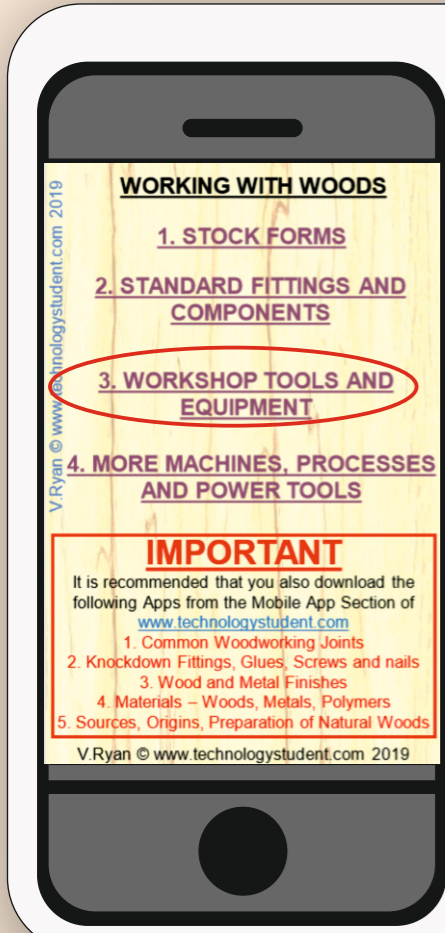 WORKING WITH WOODS
1. STOCK FORMS
2. STANDARD FITTINGS AND
COMPONENTS
3. WORKSHOP TOOLS AND
EQUIPMENT
4. MORE MACHINES, PROCESSES
AND POWER TOOLS
V.Ryan © www.technologystudent.com 2019
IMPORTANT
It is recommended that you also download the
following Apps from the Mobile App Section of
www.technologystudent.com
1. Common Woodworking Joints
2. Knockdown Fittings, Glues, Screws and nails
3. Wood and Metal Finishes
4. Materials – Woods, Metals, Polymers
5. Sources, Origins, Preparation of Natural Woods
V.Ryan © www.technologystudent.com 2019